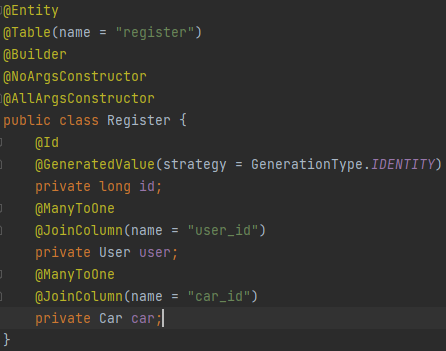 @Entity
@Table(name = "register")
@Builder
@NoArgsConstructor
@AllArgsConstructor
public class Register {
    @Id
    @GeneratedValue(strategy = GenerationType.IDENTITY)
    private long id;
    @ManyToOne
    @JoinColumn(name = "user_id")
    private User user;
    @ManyToOne
    @JoinColumn(name = "car_id")
    private Car car;
}